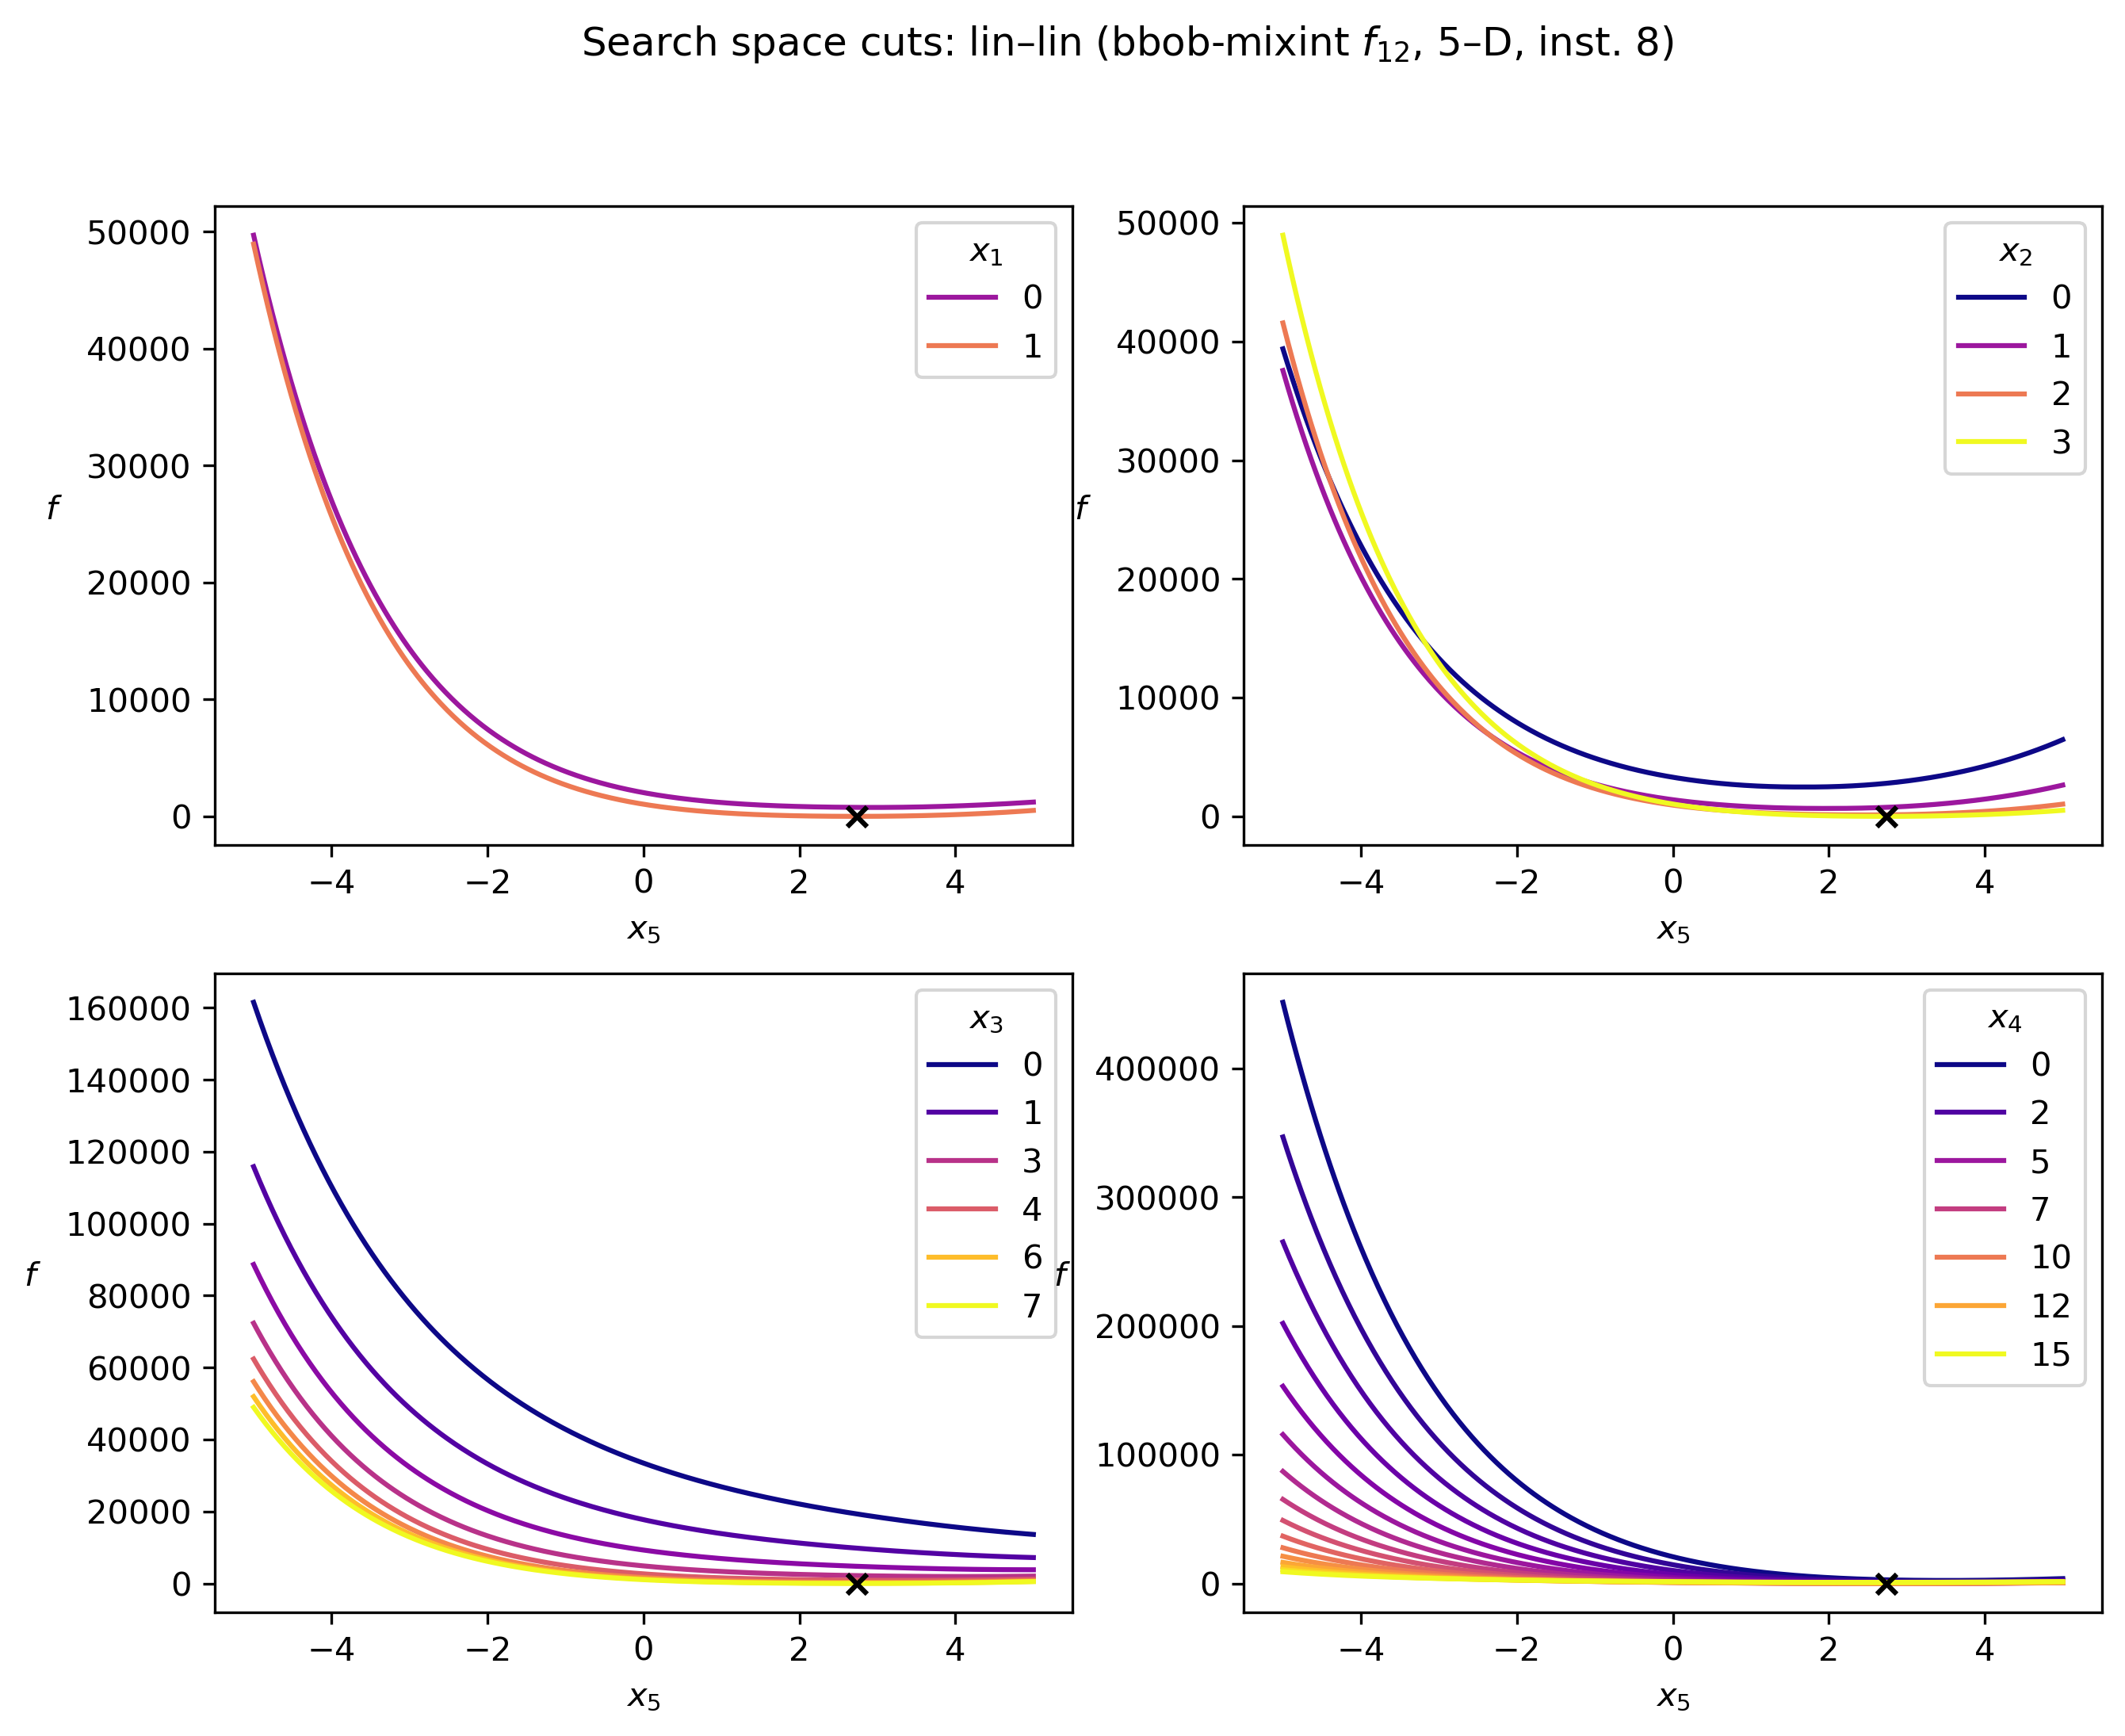 Search space cuts: lin–lin (bbob-mixint f₁₂, 5–D, inst. 8)
50000
40000
30000
20000
10000
0
f
−4 −2 0 2 4
x₅
x₁
0
1
50000
40000
30000
20000
10000
0
f
−4 −2 0 2 4
x₅
x₂
0
1
2
3
160000
140000
120000
100000
80000
60000
40000
20000
0
f
−4 −2 0 2 4
x₅
x₃
0
1
3
4
6
7
400000
300000
200000
100000
0
f
−4 −2 0 2 4
x₅
x₄
0
2
5
7
10
12
15